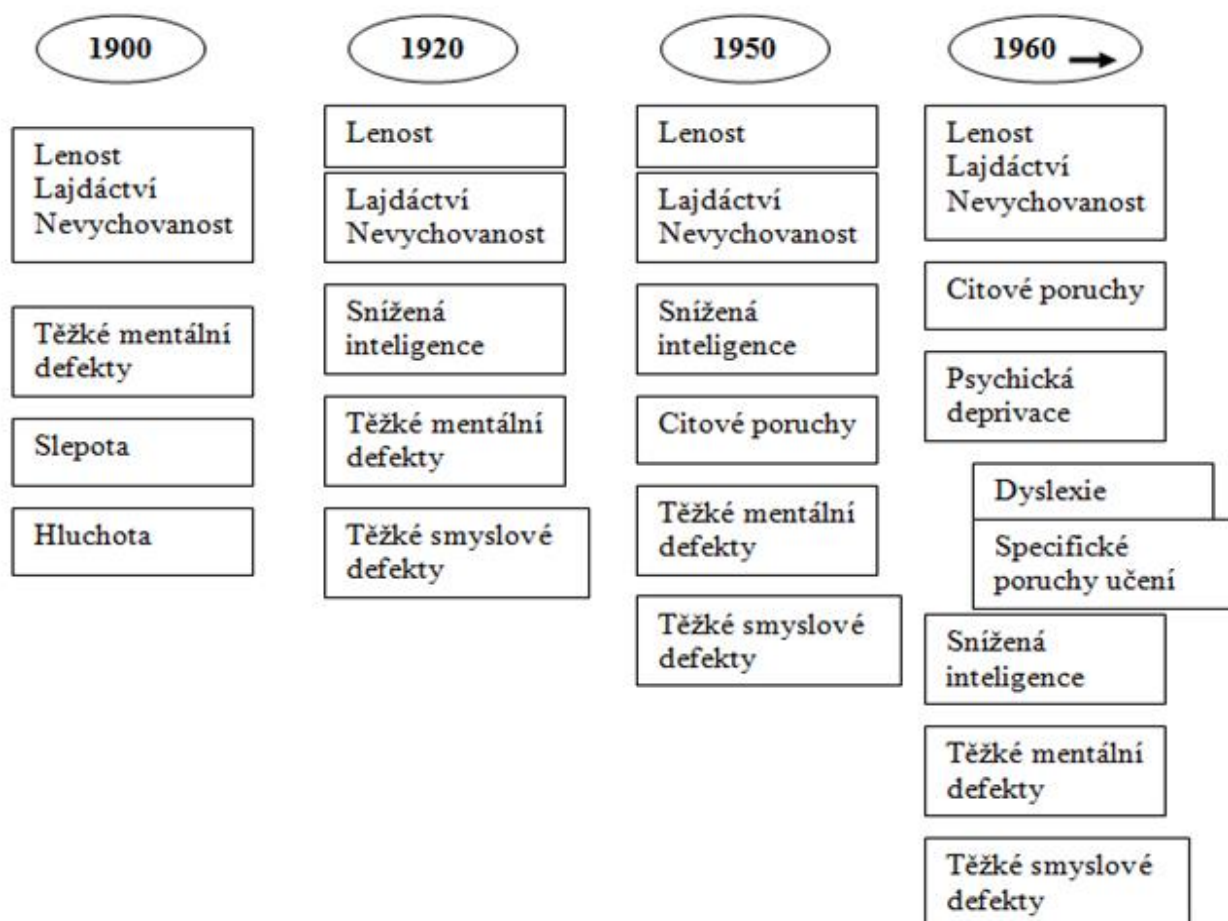 1900
Lenost
Lajdáctví
Nevychovanost
Těžké mentální
defekty
Slepota
Hluchota
1920
Lenost
Lajdáctví
Nevychovanost
Snížená
inteligence
Těžké mentální
defekty
Těžké smyslové
defekty
1950
Lenost
Lajdáctví
Nevychovanost
Snížená
inteligence
Citové poruchy
Těžké mentální
defekty
Těžké smyslové
defekty
1960
Lenost
Lajdáctví
Nevychovanost
Citové poruchy
Psychická
deprivace
Dyslexie
Specifické
poruchy učení
Snížená
inteligence
Těžké mentální
defekty
Těžké smyslové
defekty